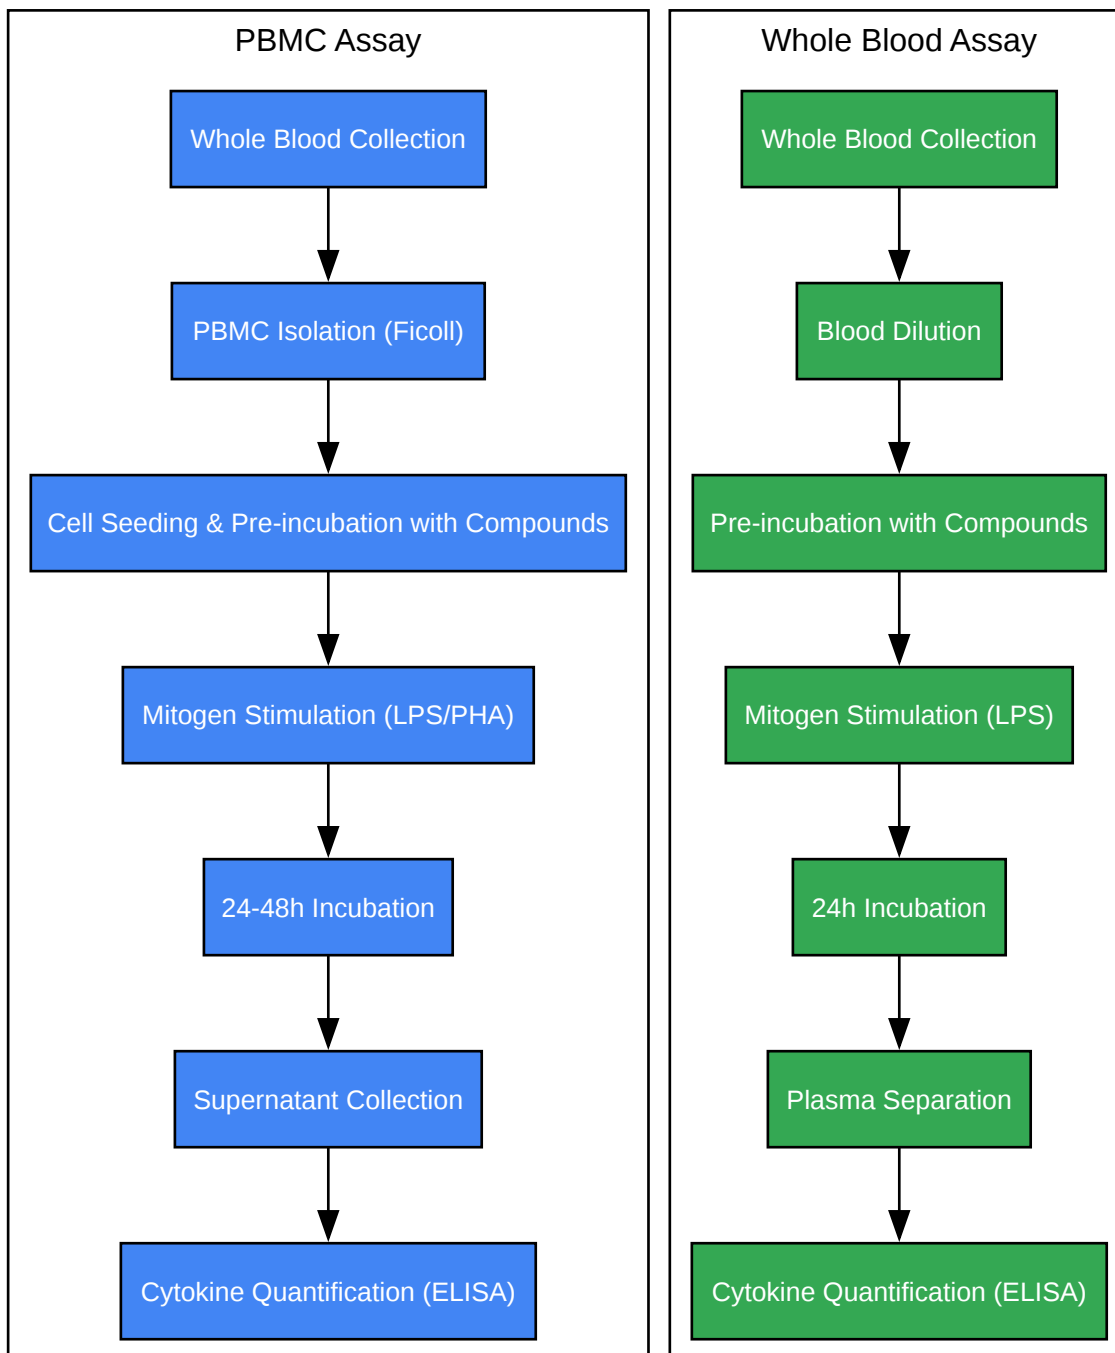 PBMC Assay
Whole Blood Collection
PBMC Isolation (Ficoll)
Cell Seeding & Pre-incubation with Compounds
Mitogen Stimulation (LPS/PHA)
24-48h Incubation
Supernatant Collection
Cytokine Quantification (ELISA)
Whole Blood Assay
Whole Blood Collection
Blood Dilution
Pre-incubation with Compounds
Mitogen Stimulation (LPS)
24h Incubation
Plasma Separation
Cytokine Quantification (ELISA)